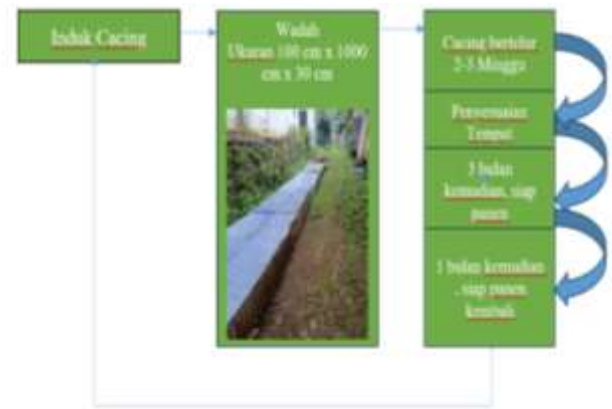 Induk Cacing
Wadah
Ukuran 100 cm x 1000
cm x 30 cm
Cacing bertelur
2-3 Minggu
Penyesuaian
Tempat
3 bulan
kemudian, siap
panen
1 bulan kemudian
, siap panen
kembali